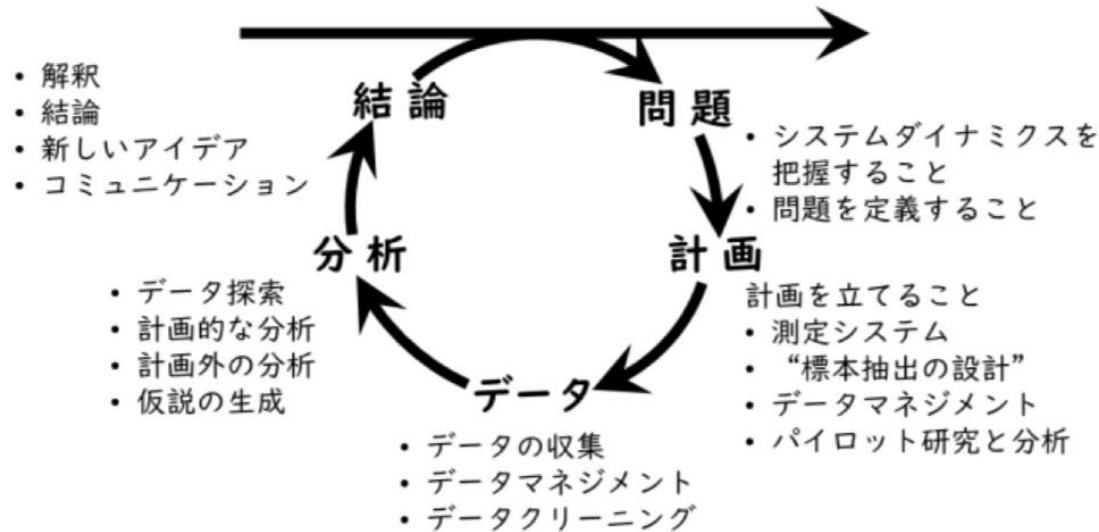 結論
• 解釈
• 結論
• 新しいアイデア
• コミュニケーション
問題
• システムダイナミクスを
把握すること
• 問題を定義すること
計画
計画を立てること
• 測定システム
• “標本抽出の設計”
• データマネジメント
• パイロット研究と分析
データ
• データの収集
• データマネジメント
• データクリーニング
分析
• データ探索
• 計画的な分析
• 計画外の分析
• 仮説の生成